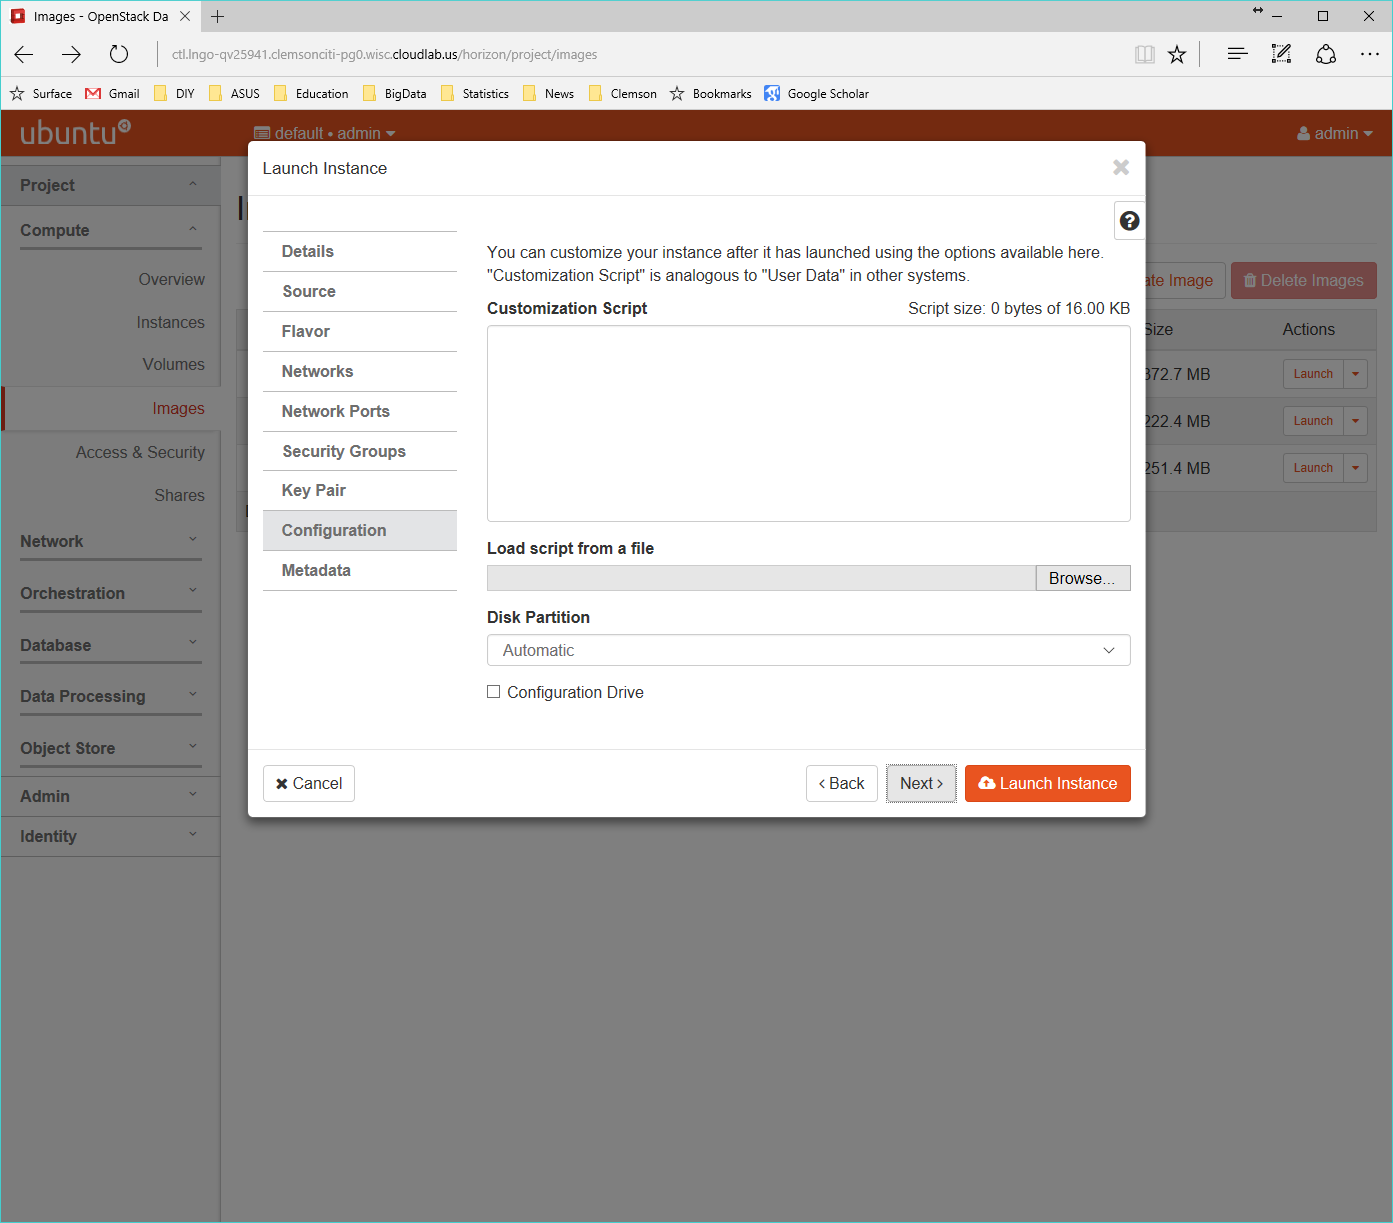 Images - OpenStack Da
ctl.lngo-qv25941.clemsonciti-pg0.wisc.cloudlab.us/horizon/project/images
Surface Gmail DIY ASUS Education BigData Statistics News Clemson Bookmarks Google Scholar
ubuntu default • admin admin
Launch Instance
Project
Compute
Overview
Instances
Volumes
Images
Access & Security
Shares
Network
Orchestration
Database
Data Processing
Object Store
Admin
Identity
Details
Source
Flavor
Networks
Network Ports
Security Groups
Key Pair
Configuration
Metadata
You can customize your instance after it has launched using the options available here.
"Customization Script" is analogous to "User Data" in other systems.
Customization Script Script size: 0 bytes of 16.00 KB
Load script from a file
Browse...
Disk Partition
Automatic
Configuration Drive
Cancel < Back Next > Launch Instance
Image Delete Images
Size Actions
372.7 MB Launch
222.4 MB Launch
251.4 MB Launch